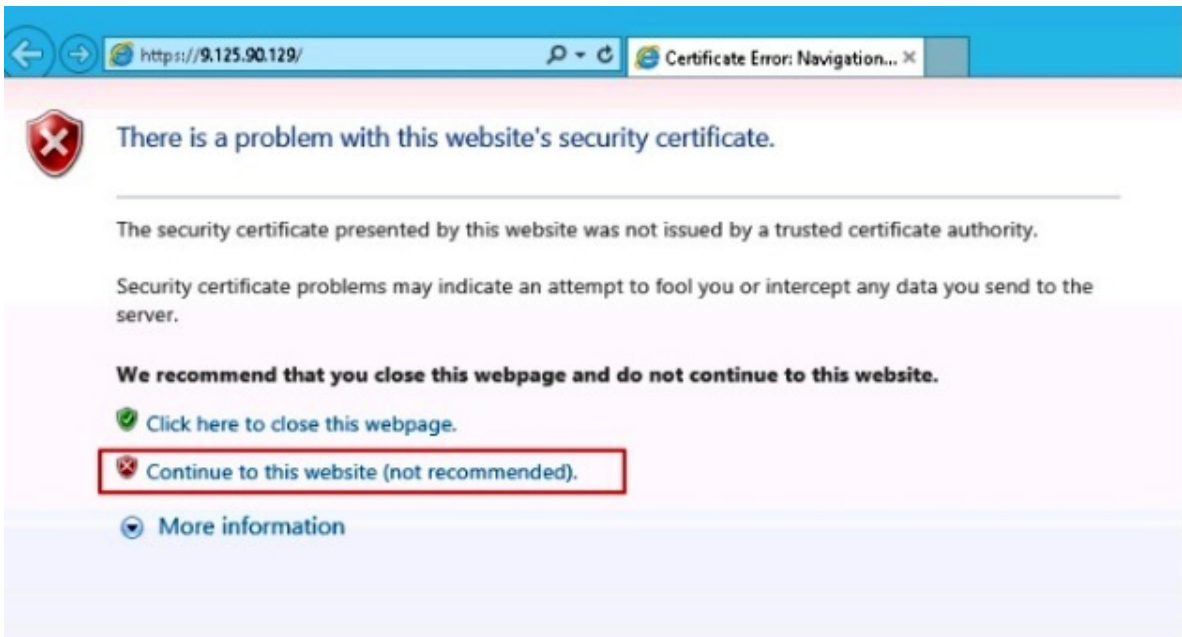 https://9.125.90.129/
Certificate Error: Navigation...
There is a problem with this website's security certificate.
The security certificate presented by this website was not issued by a trusted certificate authority.
Security certificate problems may indicate an attempt to fool you or intercept any data you send to the
server.
We recommend that you close this webpage and do not continue to this website.
Click here to close this webpage.
Continue to this website (not recommended).
More information